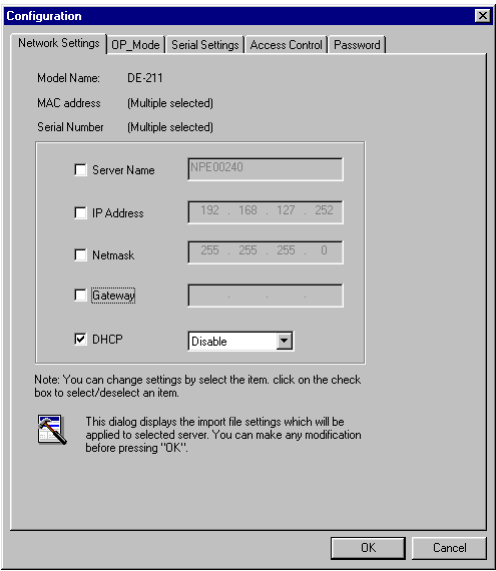 Configuration
Network Settings OP_Mode Serial Settings Access Control Password
Model Name: DE-211
MAC address (Multiple selected)
Serial Number (Multiple selected)
Server Name NPE00240
IP Address 192 . 168 . 127 . 252
Netmask 255 . 255 . 255 . 0
Gateway . . .
DHCP Disable
Note: You can change settings by select the item. click on the check
box to select/deselect an item.
This dialog displays the import file settings which will be
applied to selected server. You can make any modification
before pressing "OK".
OK Cancel